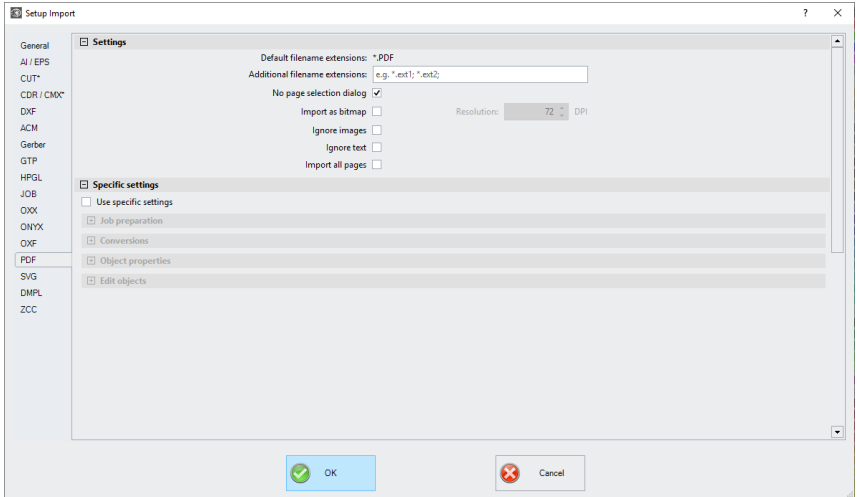 Setup Import
?
General
AI / EPS
CUT*
CDR / CMX*
DXF
ACM
Gerber
GTP
HPGL
JOB
OXX
ONYX
OXF
PDF
SVG
DMPL
ZCC
Settings
Default filename extensions: *.PDF
Additional filename extensions: e.g. *.ext1; *.ext2;
No page selection dialog
Import as bitmap Resolution: 72 DPI
Ignore images
Ignore text
Import all pages
Specific settings
Use specific settings
Job preparation
Conversions
Object properties
Edit objects
OK Cancel